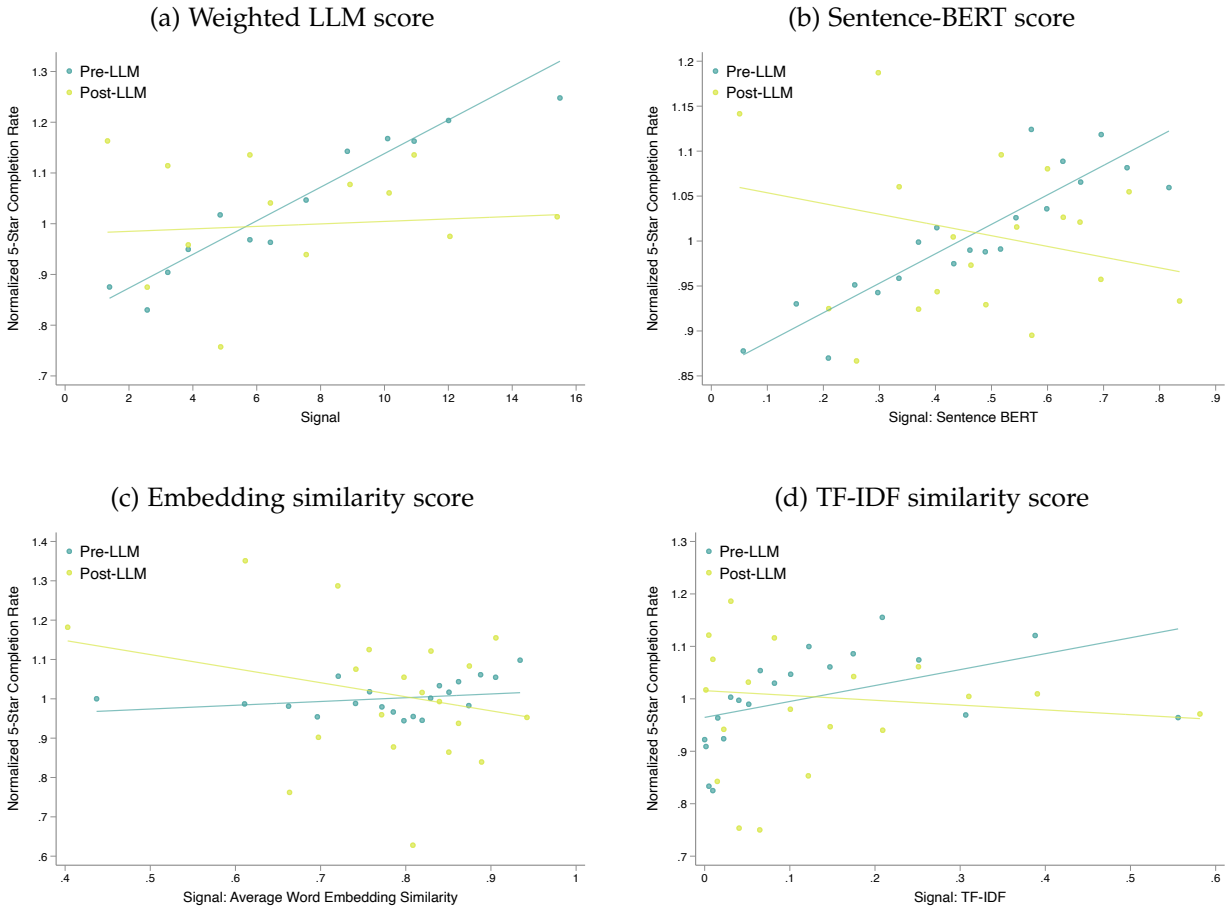 (a) Weighted LLM score
Normalized 5-Star Completion Rate
1.3
1.2
1.1
1
.9
.8
.7
Pre-LLM
Post-LLM
0 2 4 6 8 10 12 14 16
Signal
(b) Sentence-BERT score
Normalized 5-Star Completion Rate
1.2
1.15
1.1
1.05
1
.95
.9
.85
Pre-LLM
Post-LLM
0 .1 .2 .3 .4 .5 .6 .7 .8 .9
Signal: Sentence BERT
(c) Embedding similarity score
Normalized 5-Star Completion Rate
1.4
1.3
1.2
1.1
1
.9
.8
.7
.6
Pre-LLM
Post-LLM
.4 .5 .6 .7 .8 .9 1
Signal: Average Word Embedding Similarity
(d) TF-IDF similarity score
Normalized 5-Star Completion Rate
1.3
1.2
1.1
1
.9
.8
.7
Pre-LLM
Post-LLM
0 .1 .2 .3 .4 .5 .6
Signal: TF-IDF